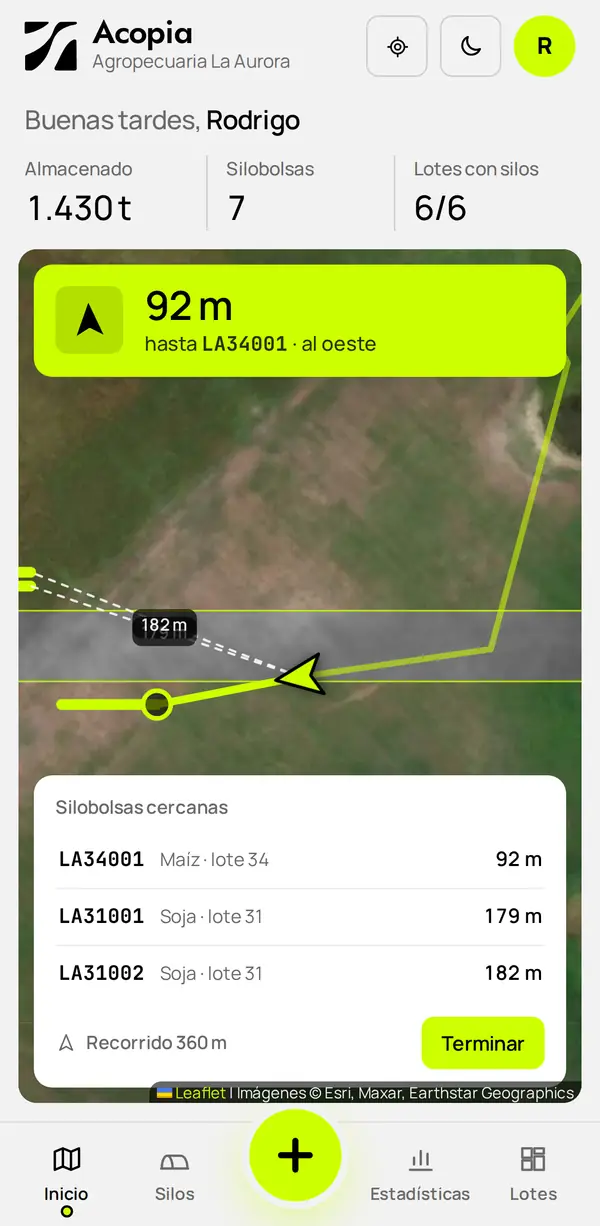 Acopia
Agropecuaria La Aurora
R
Buenas tardes, Rodrigo
Almacenado
Silobolsas
Lotes con silos
1.430 t
7
6/6
92 m
hasta LA34001 · al oeste
182 m
Silobolsas cercanas
LA34001 Maíz · lote 34 92 m
LA31001 Soja · lote 31 179 m
LA31002 Soja · lote 31 182 m
Recorrido 360 m
Terminar
Leaflet | Imágenes © Esri, Maxar, Earthstar Geographics
Inicio
Silos
Estadísticas
Lotes